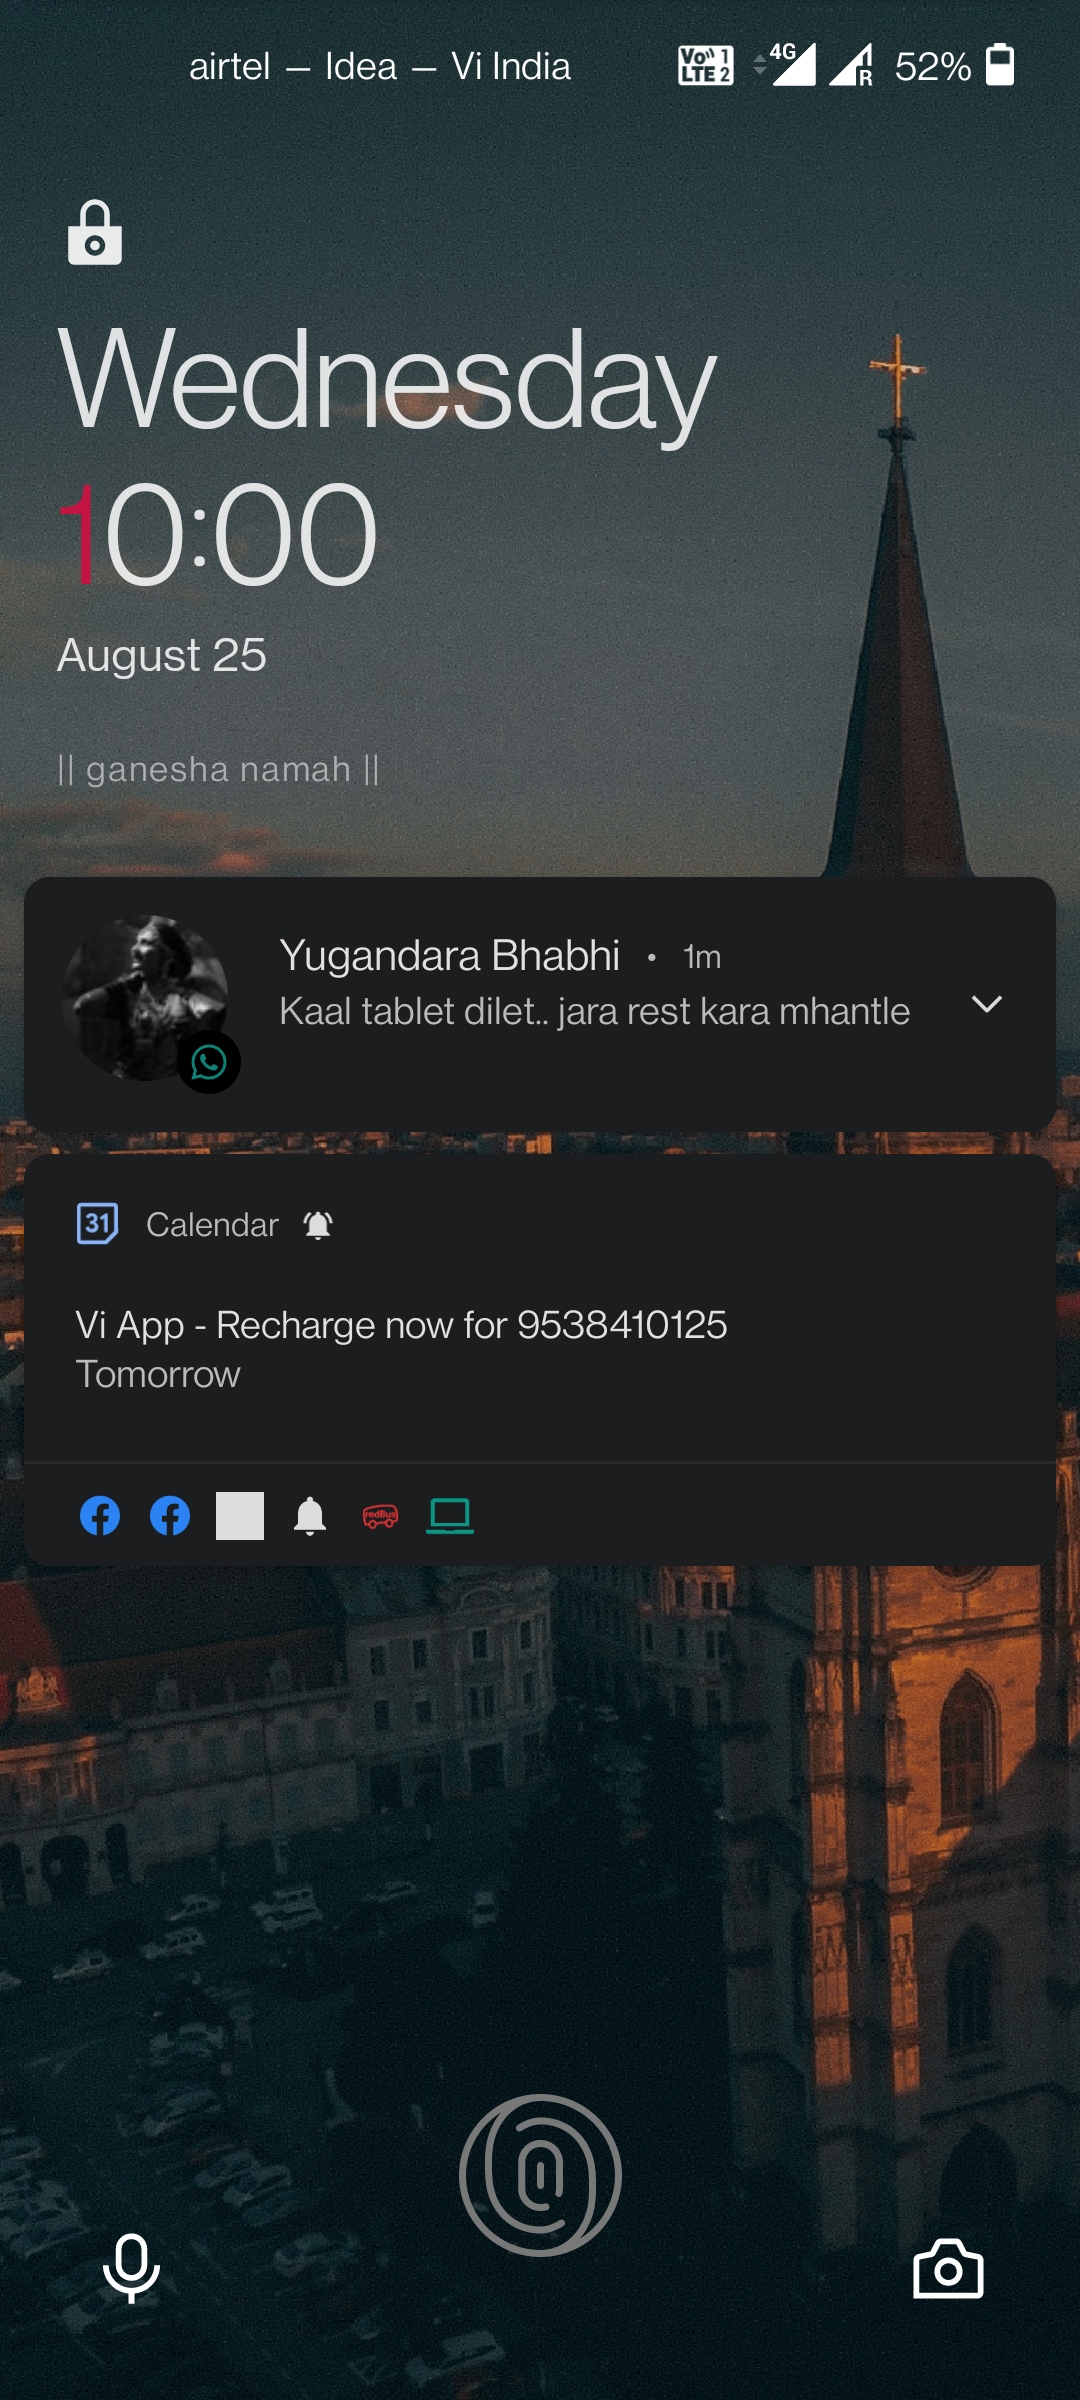 airtel — Idea — Vi India
Vo 1
LTE 2
4G
R
52%
Wednesday
10:00
August 25
|| ganesha namah ||
Yugandara Bhabhi • 1m
Kaal tablet dilet.. jara rest kara mhantle
31 Calendar
Vi App - Recharge now for 9538410125
Tomorrow
redBus